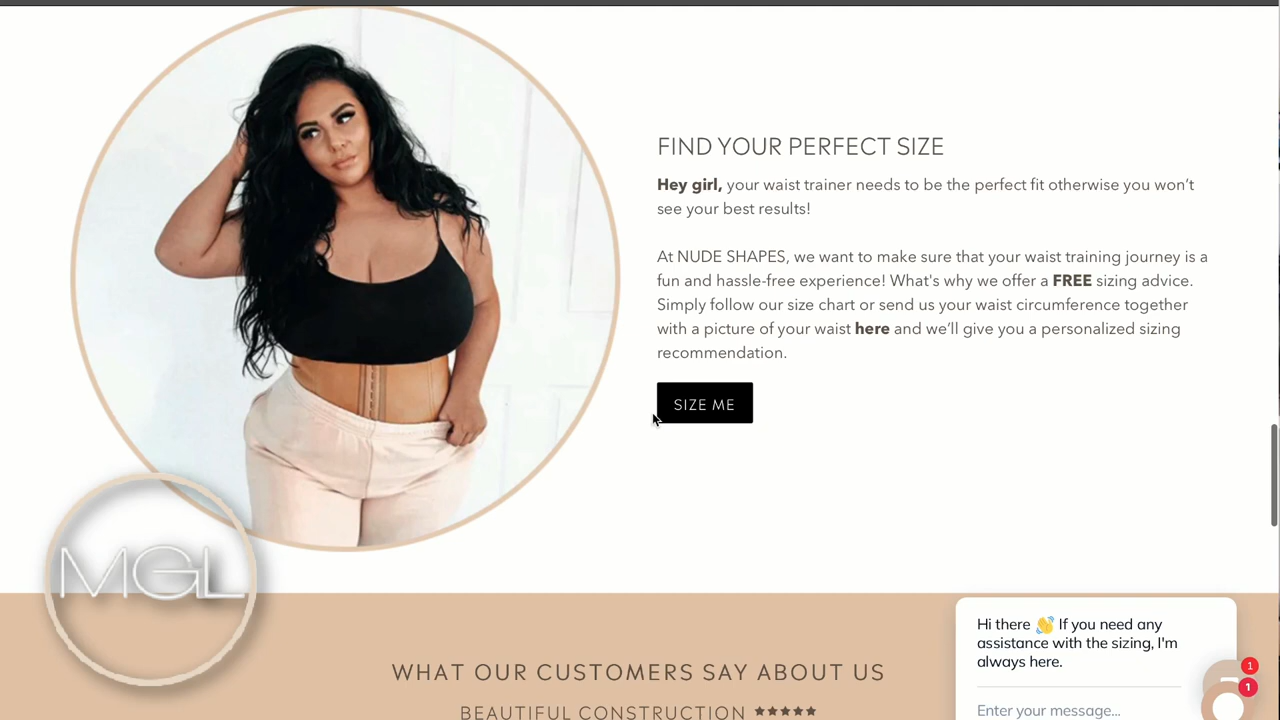 FIND YOUR PERFECT SIZE
Hey girl, your waist trainer needs to be the perfect fit otherwise you won't
see your best results!
At NUDE SHAPES, we want to make sure that your waist training journey is a
fun and hassle-free experience! What's why we offer a FREE sizing advice.
Simply follow our size chart or send us your waist circumference together
with a picture of your waist here and we'll give you a personalized sizing
recommendation.
SIZE ME
MGL
WHAT OUR CUSTOMERS SAY ABOUT US
BEAUTIFUL CONSTRUCTION ★★★★★
Hi there 👋 If you need any
assistance with the sizing, I'm
always here.
Enter your message...
1
1